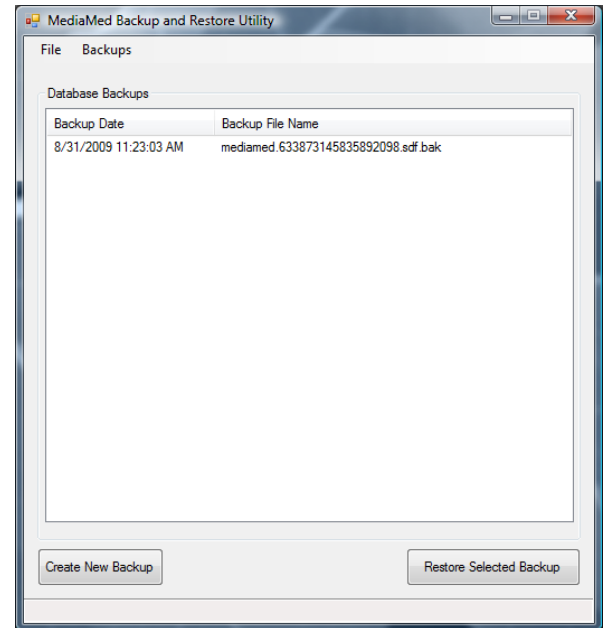 MediaMed Backup and Restore Utility
File Backups
Database Backups
Backup Date Backup File Name
8/31/2009 11:23:03 AM mediamed.633873145835892098.sdf.bak
Create New Backup Restore Selected Backup